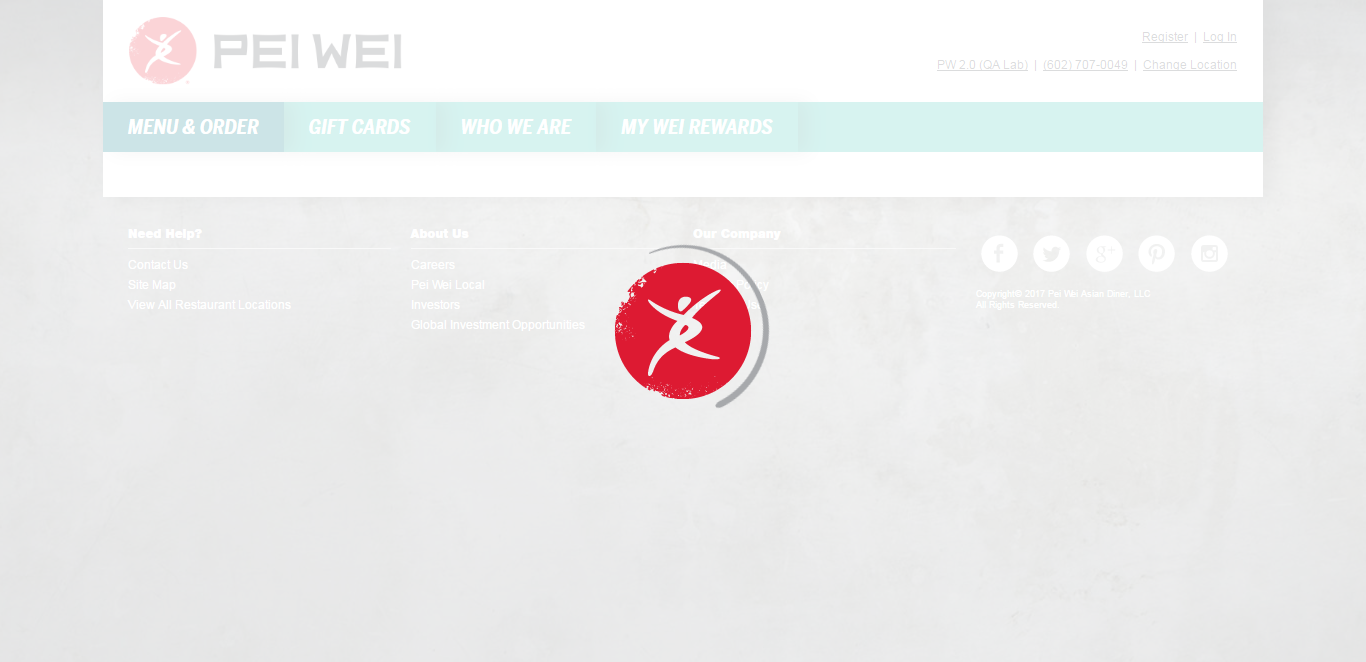 PEI WEI
Register | Log In
PW 2.0 (QA Lab) | (602) 707-0049 | Change Location
MENU & ORDER GIFT CARDS WHO WE ARE MY WEI REWARDS
Need Help?
Contact Us
Site Map
View All Restaurant Locations
About Us
Careers
Pei Wei Local
Investors
Global Investment Opportunities
Our Company
Media
Copyright© 2017 Pei Wei Asian Diner, LLC
All Rights Reserved